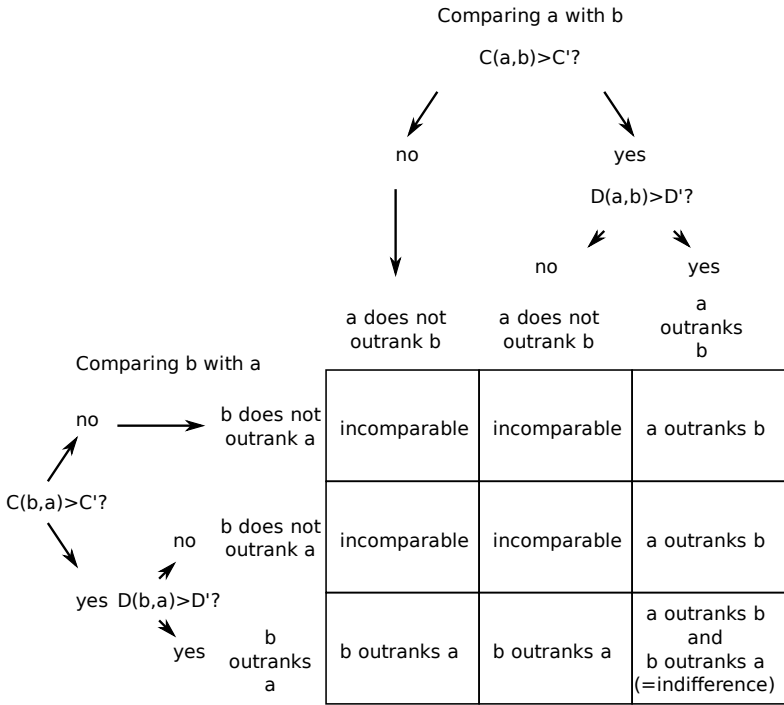 Comparing a with b
C(a,b)>C'?
no
yes
D(a,b)>D'?
no
yes
a does not
outrank b
a does not
outrank b
a
outranks
b
Comparing b with a
no
b does not
outrank a
incomparable
incomparable
a outranks b
C(b,a)>C'?
no
b does not
outrank a
incomparable
incomparable
a outranks b
yes
D(b,a)>D'?
yes
b
outranks
a
b outranks a
b outranks a
a outranks b
and
b outranks a
(=indifference)